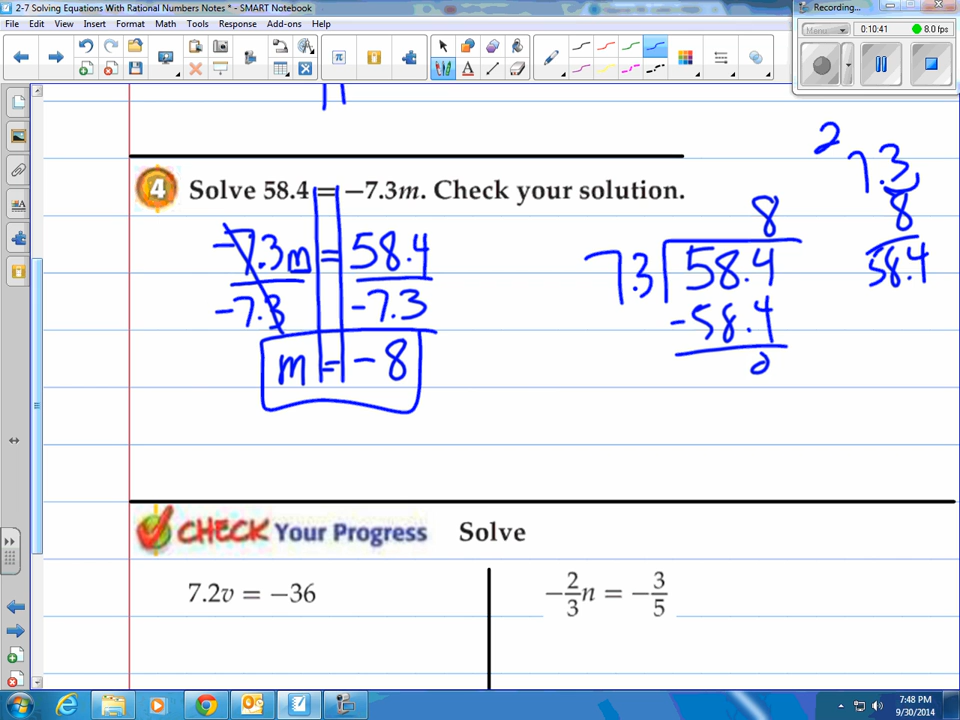 2-7 Solving Equations With Rational Numbers Notes * - SMART Notebook
Recording...
File Edit View Insert Format Math Tools Response Add-ons Help
Menu
0:10:41
8.0 fps
11
4 Solve 58.4 = −7.3m. Check your solution.
-7.3m = 58.4
-7.3 -7.3
m = -8
8
7.3 58.4
-58.4
0
2
7.3
8
58.4
CHECK Your Progress Solve
7.2v = −36
−2/3n = −3/5
7:48 PM
9/30/2014